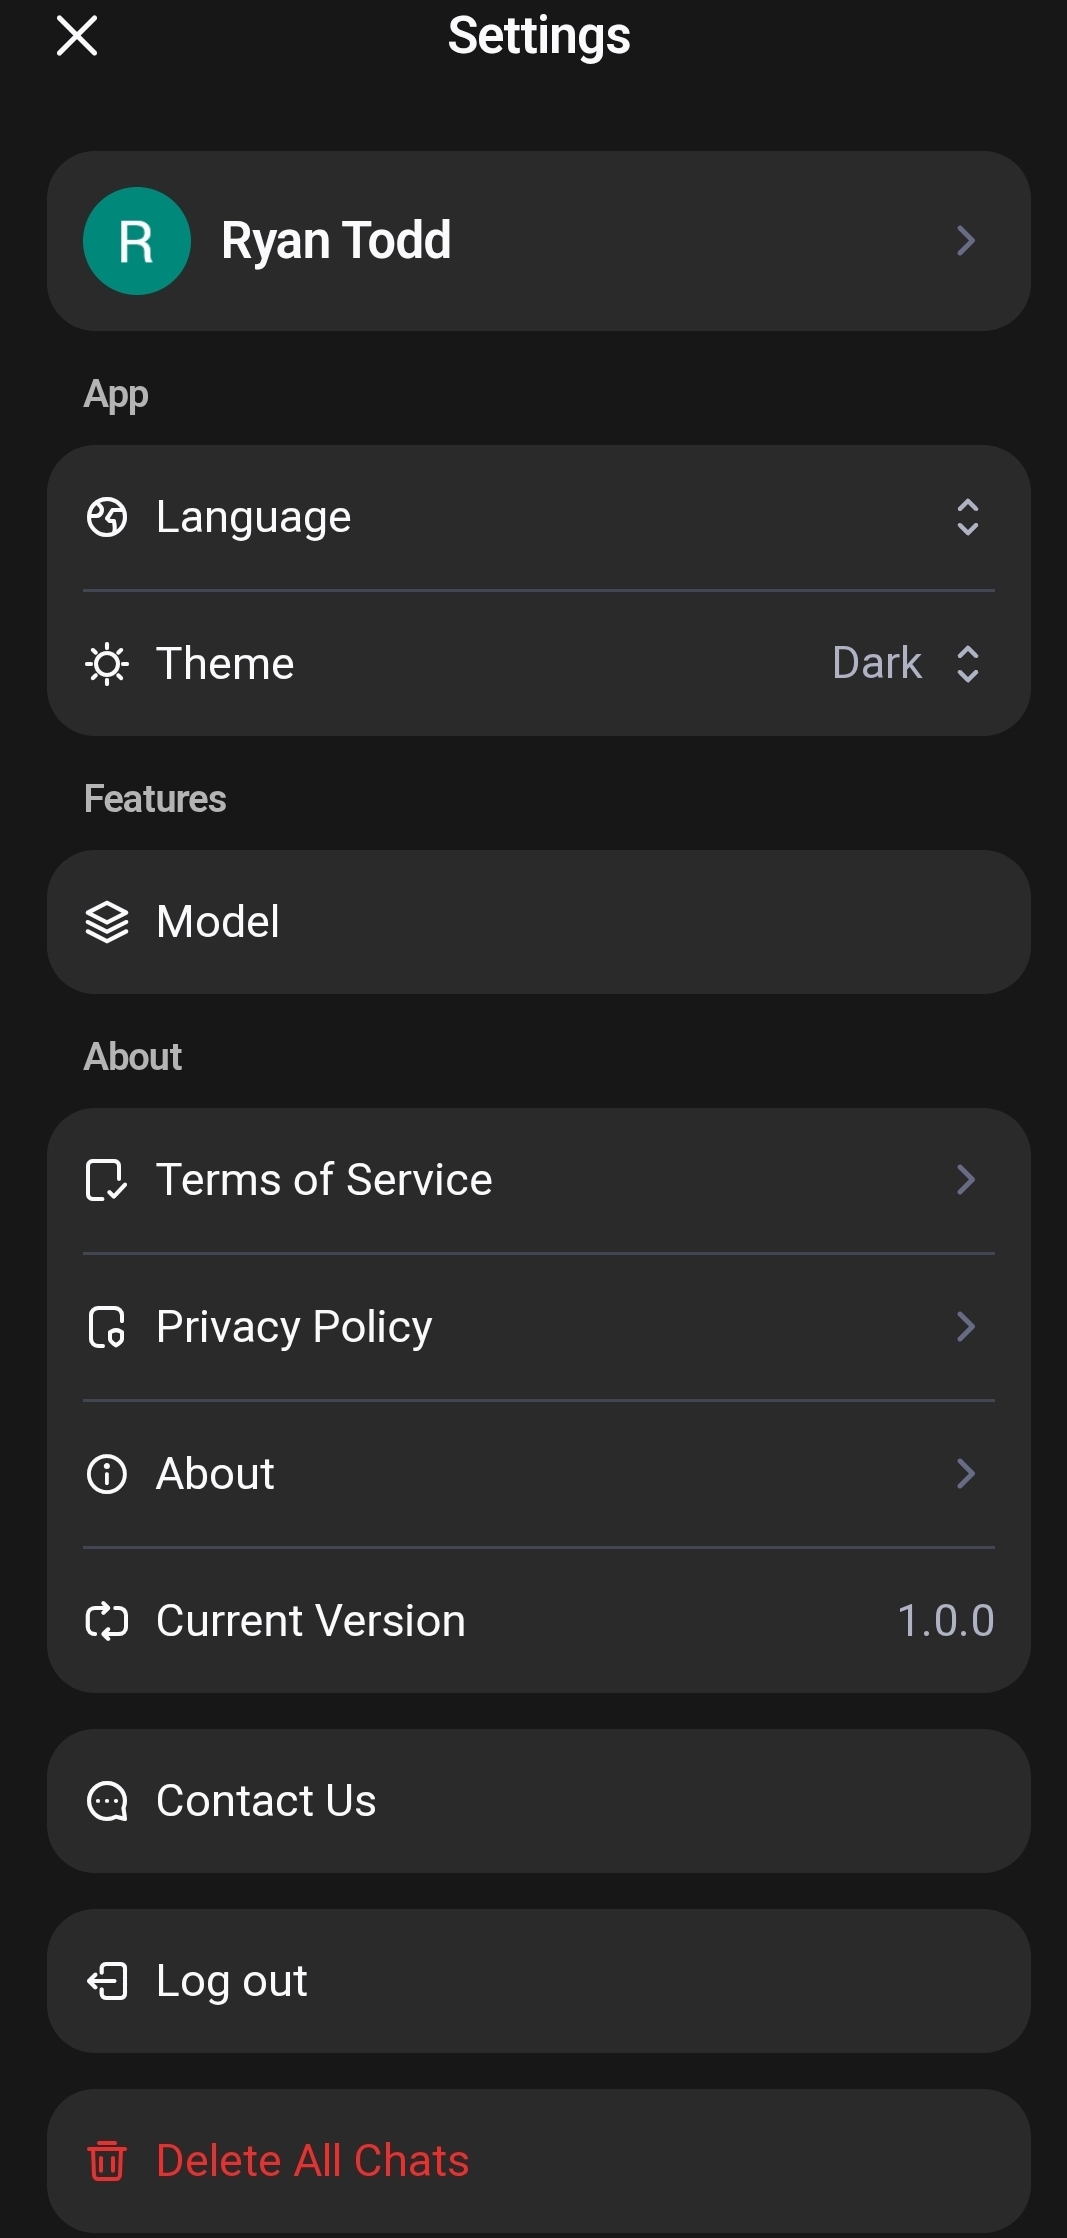 Settings
R
Ryan Todd
App
Language
Theme
Dark
Features
Model
About
Terms of Service
Privacy Policy
About
Current Version
1.0.0
Contact Us
Log out
Delete All Chats